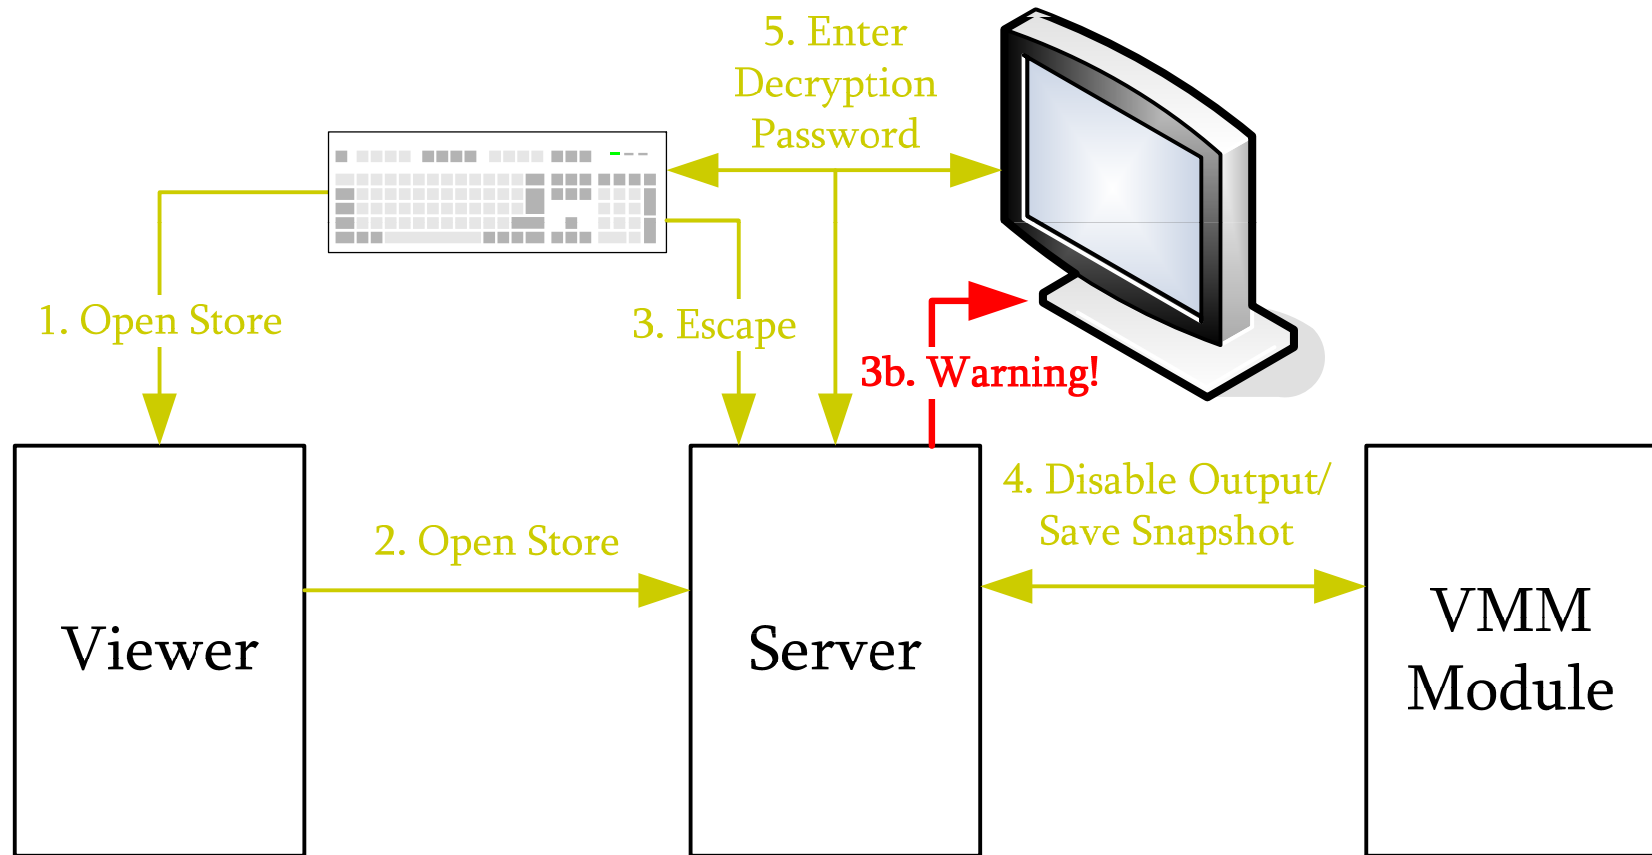 5. Enter
Decryption
Password
1. Open Store
3. Escape
3b. Warning!
4. Disable Output/
Save Snapshot
2. Open Store
Viewer
Server
VMM
Module